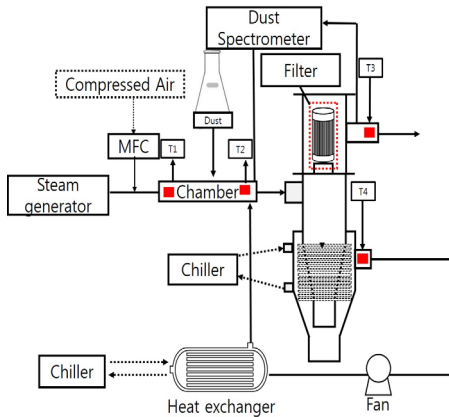 Dust
Spectrometer
T3
Filter
Compressed Air
Dust
MFC
T1
T2
Steam
generator
Chamber
T4
Chiller
Chiller
Heat exchanger
Fan